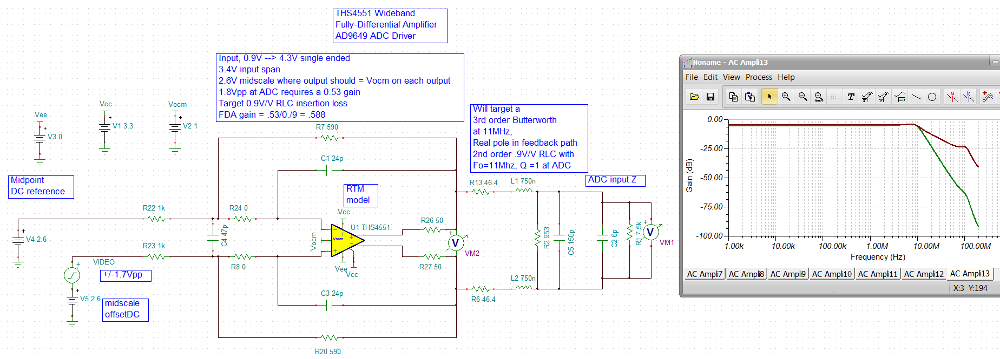 THS4551 Wideband
Fully-Differential Amplifier
AD9649 ADC Driver
Input, 0.9V --> 4.3V single ended
3.4V input span
2.6V midscale where output should = Vocm on each output
1.8Vpp at ADC requires a 0.53 gain
Target 0.9V/V RLC insertion loss
FDA gain = .53/0./9 = .588
Vee
V3 0
Vcc
V1 3.3
Vocm
V2 1
Will target a
3rd order Butterworth
at 11MHz,
Real pole in feedback path
2nd order .9V/V RLC with
Fo=11Mhz, Q =1 at ADC
ADC input Z
Midpoint
DC reference
R7 590
C1 24p
RTM
model
R22 1k
R24 0
C4 47p
V4 2.6
R23 1k
R8 0
VIDEO
+/-1.7Vpp
V5 2.6
midscale
offsetDC
Vcc
U1 THS4551
Vocm
Vocm
Vee
Vcc
R26 50
R27 50
V
VM2
R13 46.4
L1 750n
R2 953
C5 150p
C2 6p
R1 7.5k
V
VM1
L2 750n
R6 46.4
C3 24p
R20 590
Noname - AC Ampli13
File Edit View Process Help
100%
T
a
b
Gain (dB)
0.00
-25.00
-50.00
-75.00
-100.00
1.00k 10.00k 100.00k 1.00M 10.00M 100.00M
Frequency (Hz)
AC Ampli7 AC Ampli8 AC Ampli9 AC Ampli10 AC Ampli11 AC Ampli12 AC Ampli13
X:3 Y:194